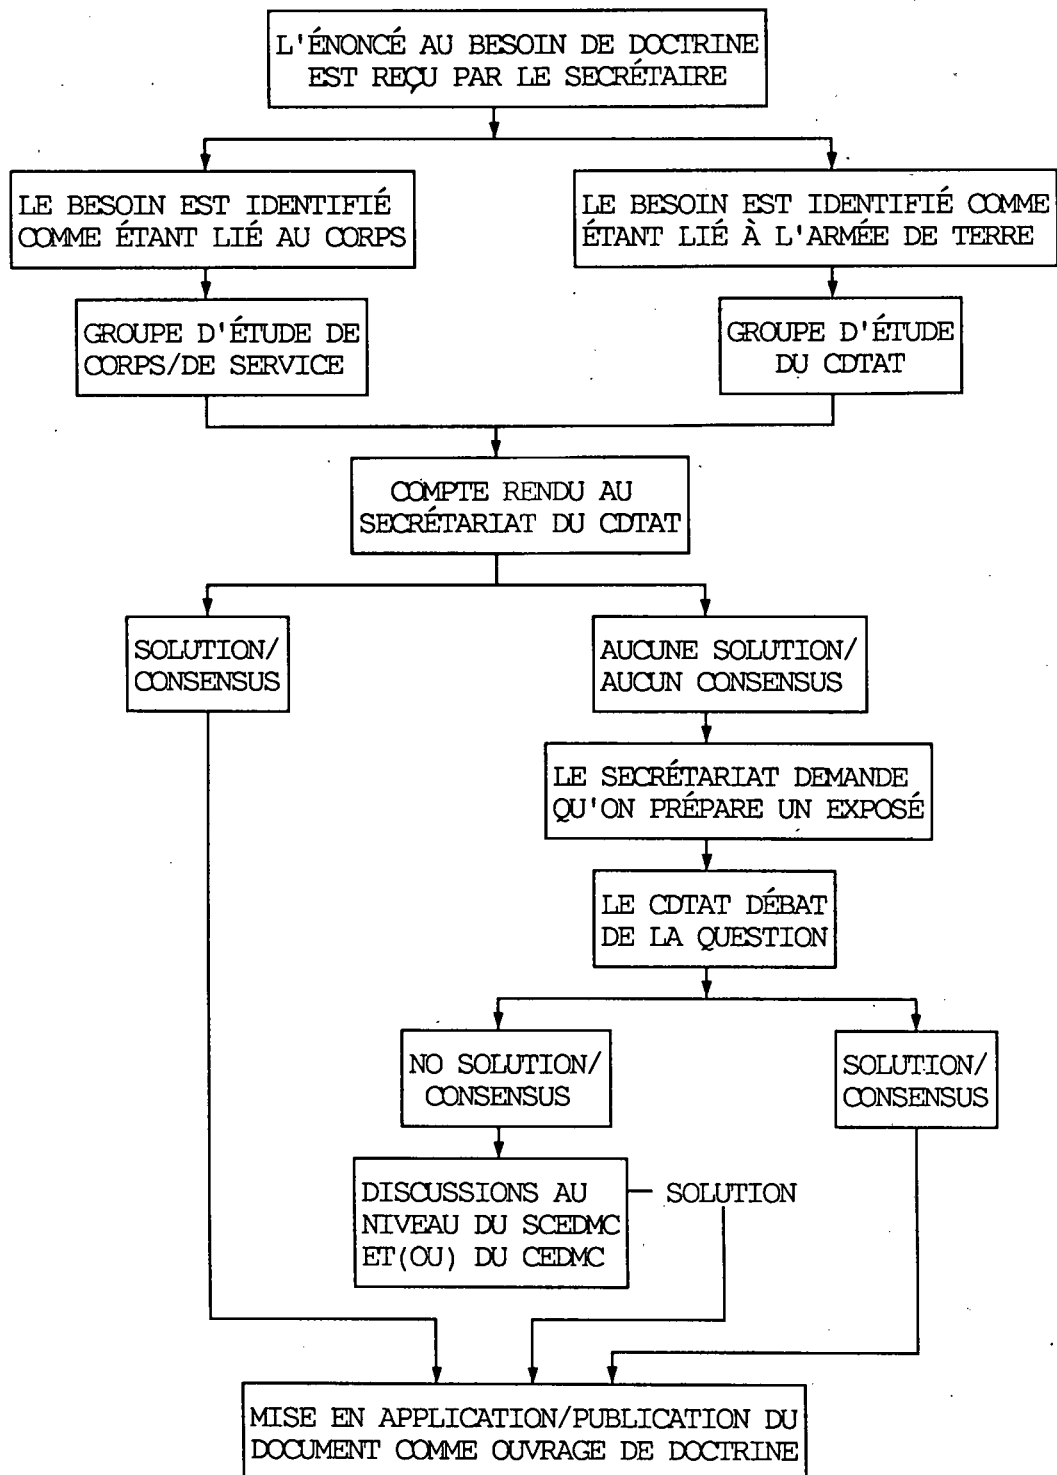 L'ÉNONCÉ AU BESOIN DE DOCTRINE
EST REÇU PAR LE SECRÉTAIRE
LE BESOIN EST IDENTIFIÉ
COMME ÉTANT LIÉ AU CORPS
LE BESOIN EST IDENTIFIÉ COMME
ÉTANT LIÉ À L'ARMÉE DE TERRE
GROUPE D'ÉTUDE DE
CORPS/DE SERVICE
GROUPE D'ÉTUDE
DU CDTAT
COMPTE RENDU AU
SECRÉTARIAT DU CDTAT
SOLUTION/
CONSENSUS
AUCUNE SOLUTION/
AUCUN CONSENSUS
LE SECRÉTARIAT DEMANDE
QU'ON PRÉPARE UN EXPOSÉ
LE CDTAT DÉBAT
DE LA QUESTION
NO SOLUTION/
CONSENSUS
SOLUTION/
CONSENSUS
DISCUSSIONS AU
NIVEAU DU SCEDMC
ET(OU) DU CEDMC
SOLUTION
MISE EN APPLICATION/PUBLICATION DU
DOCUMENT COMME OUVRAGE DE DOCTRINE